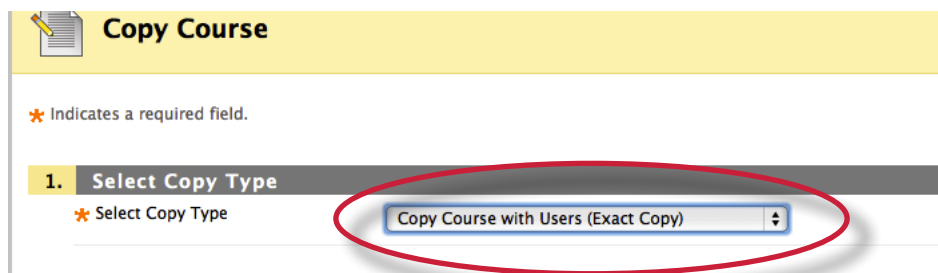 Copy Course
* Indicates a required field.
1. Select Copy Type
* Select Copy Type Copy Course with Users (Exact Copy)